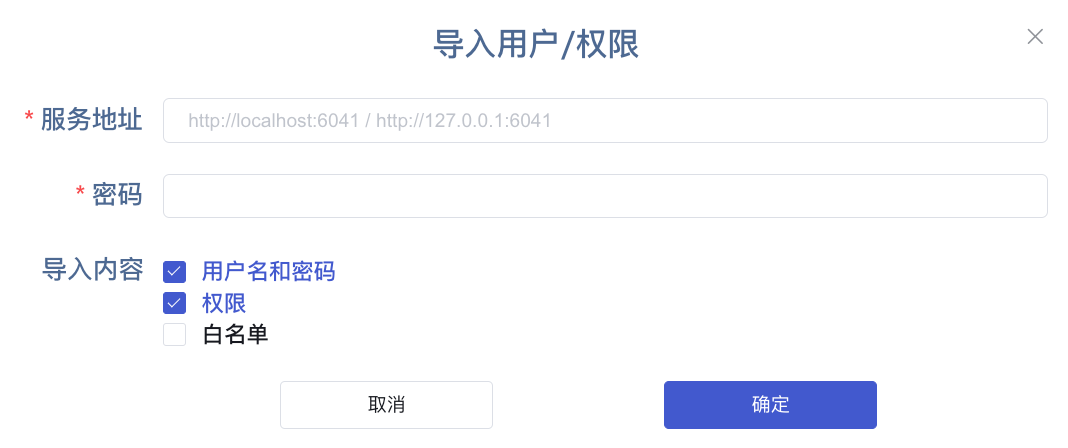 导入用户/权限
* 服务地址
http://localhost:6041 / http://127.0.0.1:6041
* 密码
导入内容
用户名和密码
权限
白名单
取消
确定